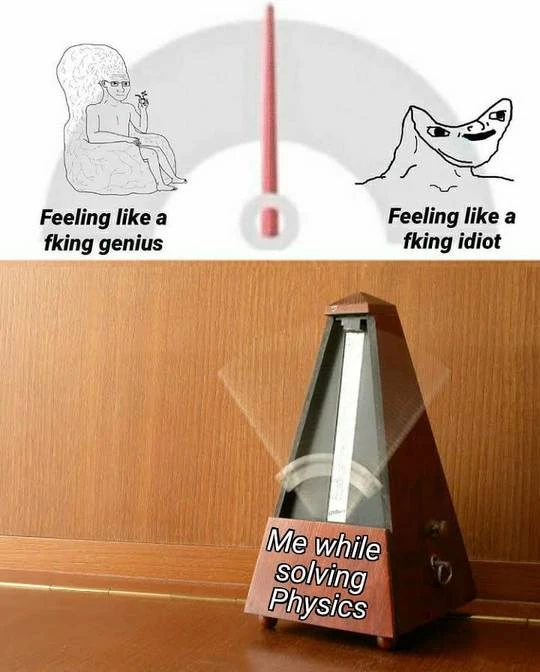 Feeling like a
fking genius
Feeling like a
fking idiot
Me while
solving
Physics